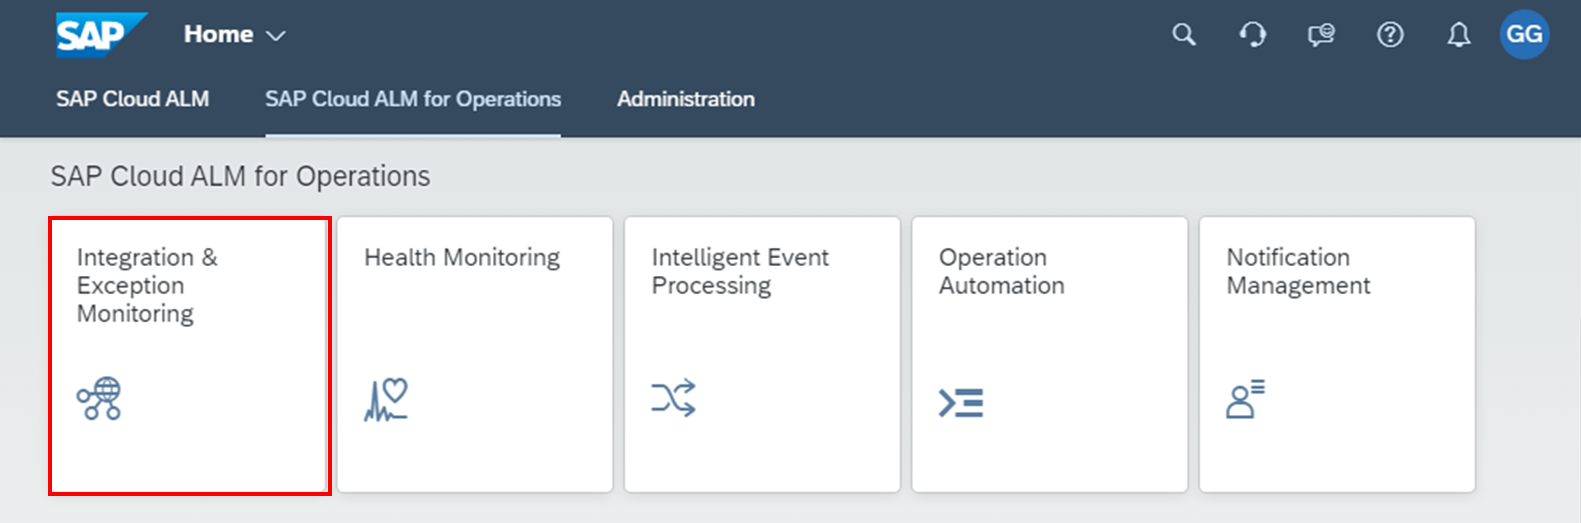 SAP Home GG
SAP Cloud ALM SAP Cloud ALM for Operations Administration
SAP Cloud ALM for Operations
Integration &
Exception
Monitoring
Health Monitoring
Intelligent Event
Processing
Operation
Automation
Notification
Management